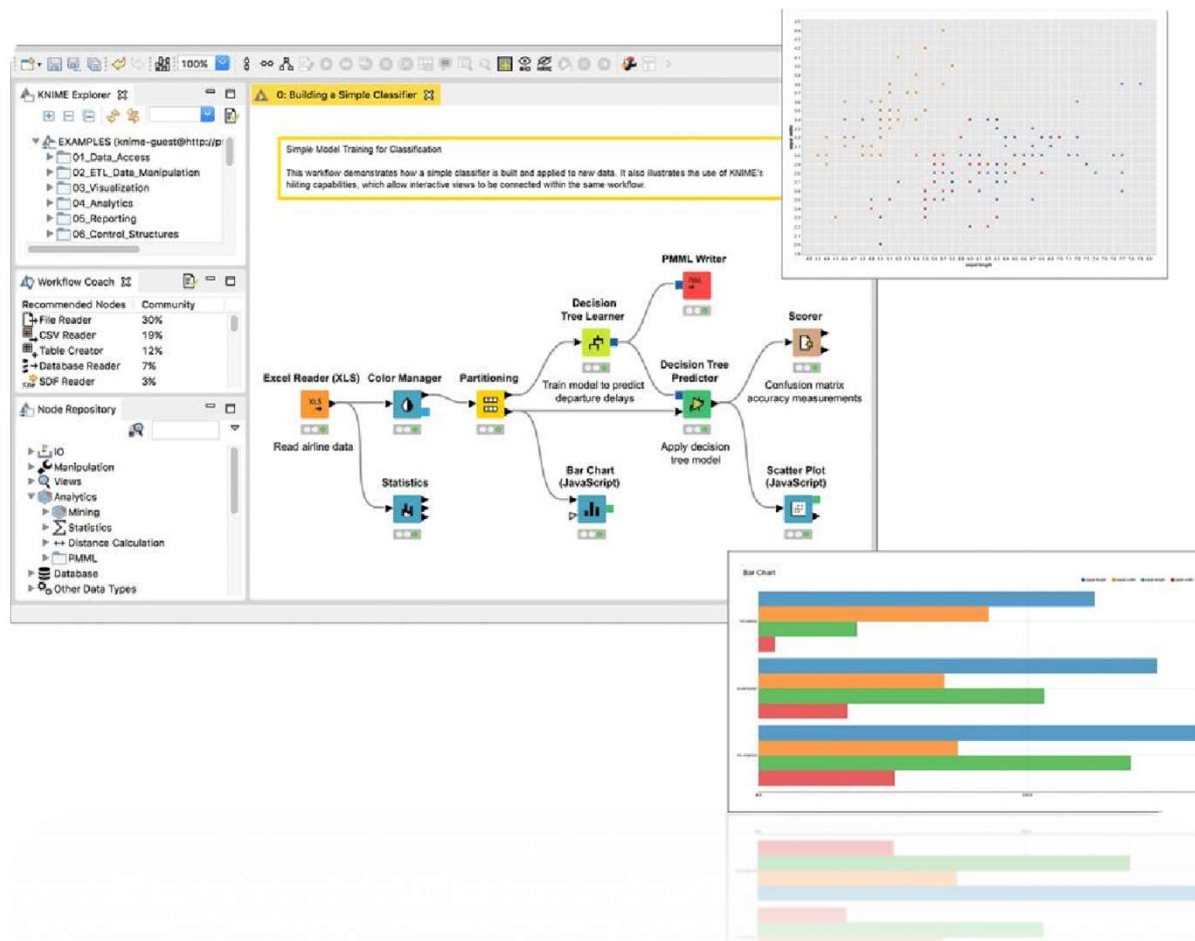 100%
KNIME Explorer
EXAMPLES (knime-guest@http://p
01_Data_Access
02_ETL_Data_Manipulation
03_Visualization
04_Analytics
05_Reporting
06_Control_Structures
Workflow Coach
Recommended Nodes Community
File Reader 30%
CSV Reader 19%
Table Creator 12%
Database Reader 7%
SDF Reader 3%
Node Repository
IO
Manipulation
Views
Analytics
Mining
Statistics
Distance Calculation
PMML
Database
Other Data Types
0: Building a Simple Classifier
Simple Model Training for Classification
This workflow demonstrates how a simple classifier is built and applied to new data. It also illustrates the use of KNIME's
hiliting capabilities, which allow interactive views to be connected within the same workflow.
PMML Writer
Decision
Tree Learner
Train model to predict
departure delays
Scorer
Confusion matrix
accuracy measurements
Excel Reader (XLS)
XLS
Read airline data
Color Manager
Partitioning
Decision Tree
Predictor
Apply decision
tree model
Statistics
Bar Chart
(JavaScript)
Scatter Plot
(JavaScript)
sepal length
Bar Chart